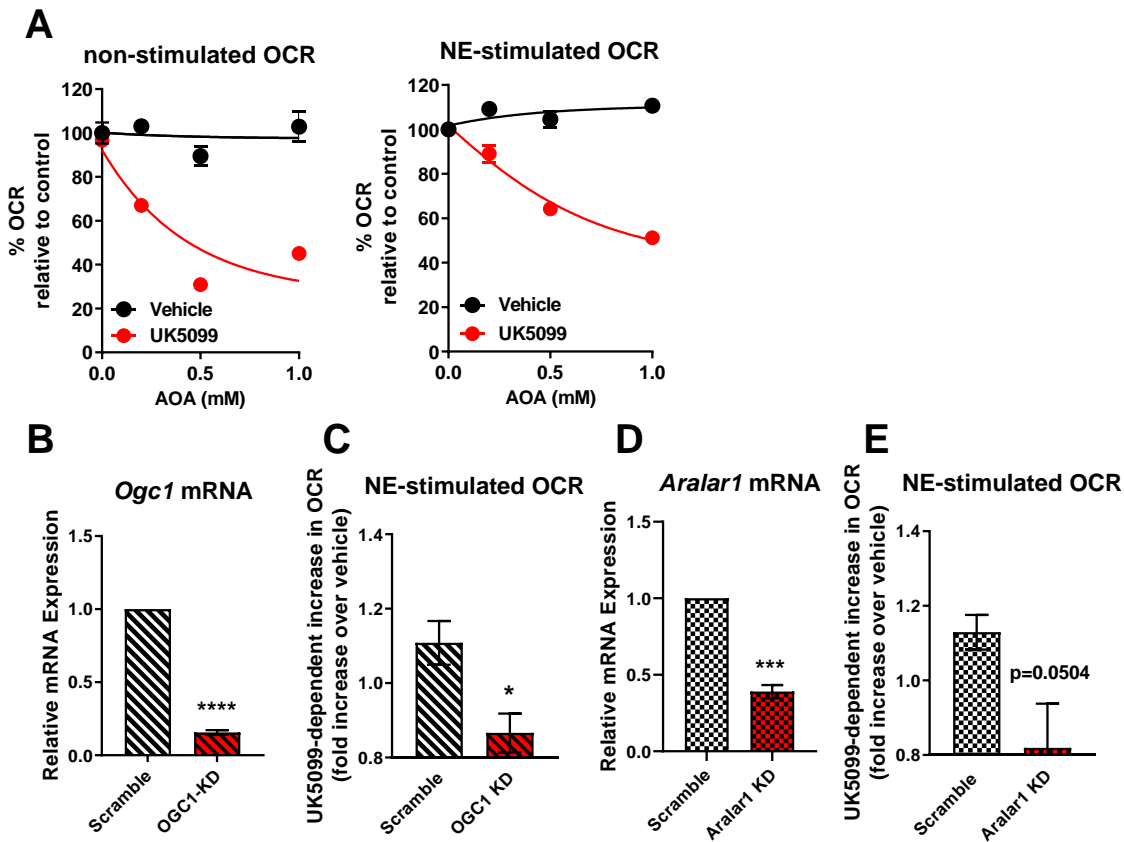 A
non-stimulated OCR
% OCR
relative to control
120
100
80
60
40
20
0
Vehicle
UK5099
0.0
0.5
1.0
AOA (mM)
NE-stimulated OCR
% OCR
relative to control
120
100
80
60
40
20
0
Vehicle
UK5099
0.0
0.5
1.0
AOA (mM)
B
Ogc1 mRNA
Relative mRNA Expression
1.5
1.0
0.5
0.0
****
Scramble
OGC1-KD
C
NE-stimulated OCR
UK5099-dependent increase in OCR
(fold increase over vehicle)
1.4
1.2
1.0
0.8
*
Scramble
OGC1 KD
D
Aralar1 mRNA
Relative mRNA Expression
1.5
1.0
0.5
0.0
***
Scramble
Aralar1 KD
E
NE-stimulated OCR
UK5099-dependent increase in OCR
(fold increase over vehicle)
1.4
1.2
1.0
0.8
p=0.0504
Scramble
Aralar1 KD